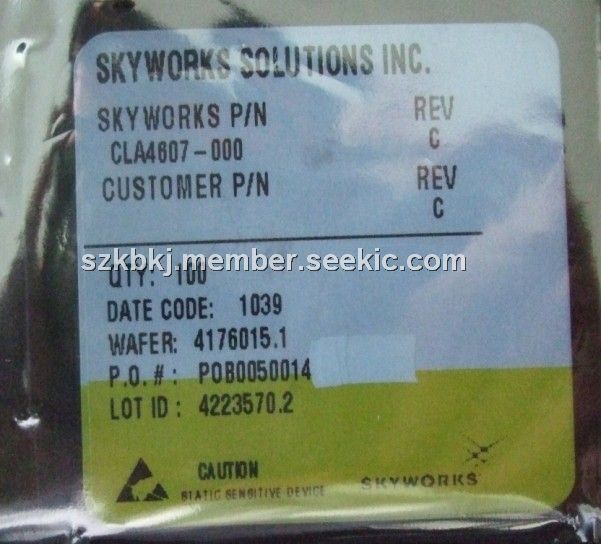 SKYWORKS SOLUTIONS INC.
SKYWORKS P/N REV
CLA4607-000 C
CUSTOMER P/N REV
C
szkbkj.member.seekic.com
QTY: 100
DATE CODE: 1039
WAFER: 4176015.1
P.O. # : POB0050014
LOT ID : 4223570.2
CAUTION
STATIC SENSITIVE DEVICE
SKYWORKS